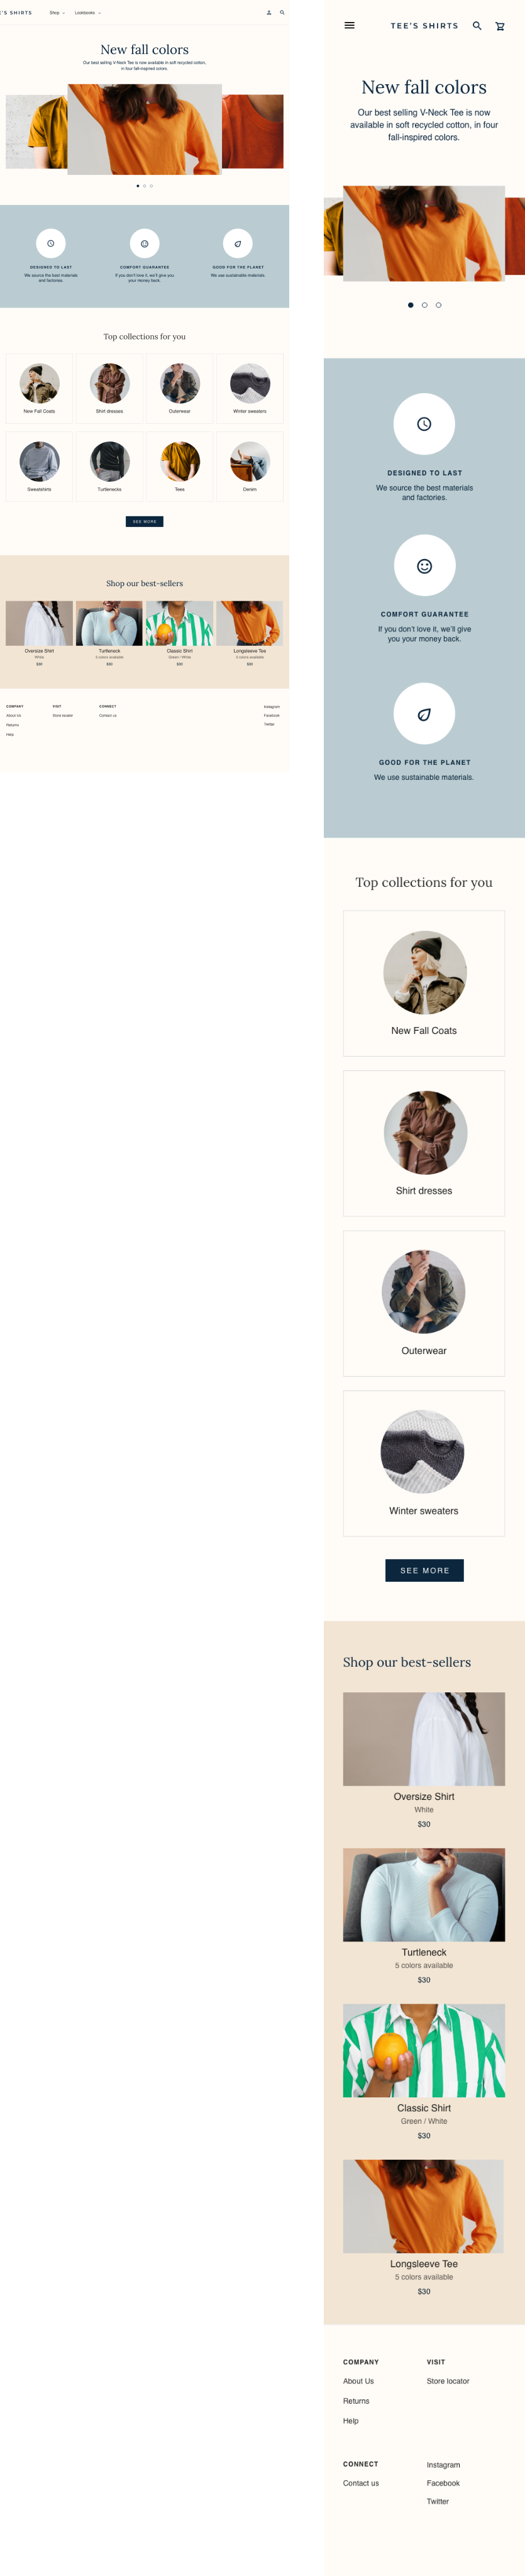 E'S SHIRTS
Shop
Lookbooks
New fall colors
Our best selling V-Neck Tee is now available in soft recycled cotton,
in four fall-inspired colors.
DESIGNED TO LAST
We source the best materials
and factories.
COMFORT GUARANTEE
If you don't love it, we'll give you
your money back.
GOOD FOR THE PLANET
We use sustainable materials.
Top collections for you
New Fall Coats
Shirt dresses
Outerwear
Winter sweaters
Sweatshirts
Turtlenecks
Tees
Denim
SEE MORE
Shop our best-sellers
Oversize Shirt
White
$30
Turtleneck
5 colors available
$30
Classic Shirt
Green / White
$30
Longsleeve Tee
5 colors available
$30
COMPANY
About Us
Returns
Help
VISIT
Store locator
CONNECT
Contact us
Instagram
Facebook
Twitter
TEE'S SHIRTS
New fall colors
Our best selling V-Neck Tee is now
available in soft recycled cotton, in four
fall-inspired colors.
DESIGNED TO LAST
We source the best materials
and factories.
COMFORT GUARANTEE
If you don't love it, we'll give
you your money back.
GOOD FOR THE PLANET
We use sustainable materials.
Top collections for you
New Fall Coats
Shirt dresses
Outerwear
Winter sweaters
SEE MORE
Shop our best-sellers
Oversize Shirt
White
$30
Turtleneck
5 colors available
$30
Classic Shirt
Green / White
$30
Longsleeve Tee
5 colors available
$30
COMPANY
About Us
Returns
Help
VISIT
Store locator
CONNECT
Contact us
Instagram
Facebook
Twitter